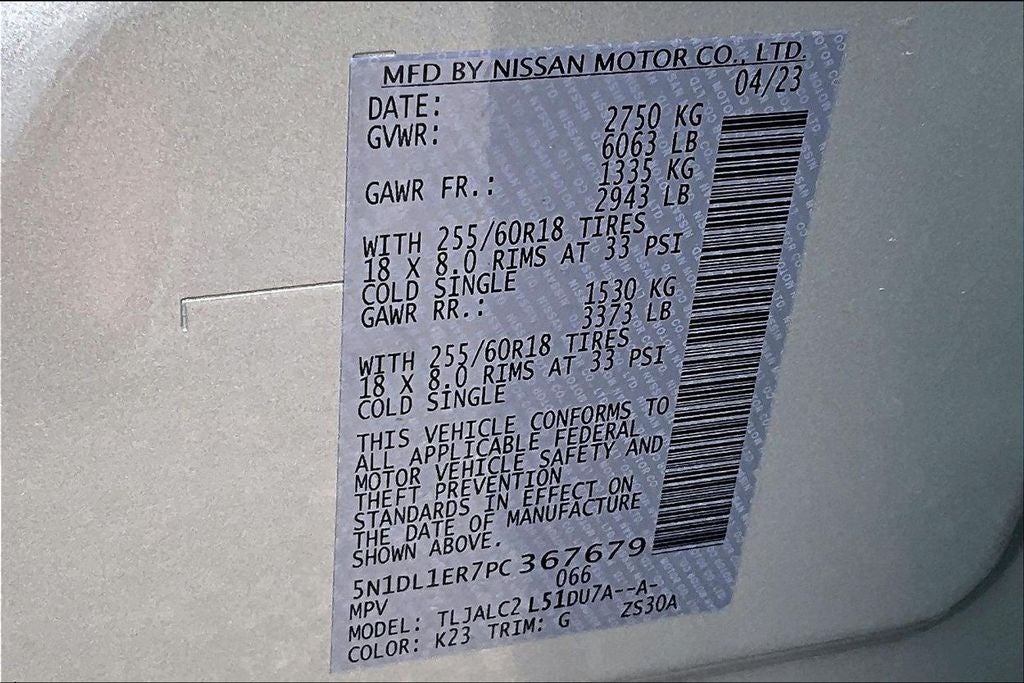 MFD BY NISSAN MOTOR CO., LTD.
DATE: 04/23
GVWR: 2750 KG
6063 LB
GAWR FR.: 1335 KG
2943 LB
WITH 255/60R18 TIRES
18 X 8.0 RIMS AT 33 PSI
COLD SINGLE
GAWR RR.: 1530 KG
3373 LB
WITH 255/60R18 TIRES
18 X 8.0 RIMS AT 33 PSI
COLD SINGLE
THIS VEHICLE CONFORMS TO
ALL APPLICABLE FEDERAL
MOTOR VEHICLE SAFETY AND
THEFT PREVENTION
STANDARDS IN EFFECT ON
THE DATE OF MANUFACTURE
SHOWN ABOVE.
5N1DL1ER7PC 367679
MPV 066
MODEL: TLJALC2 L51DU7A--A-
COLOR: K23 TRIM: G ZS30A